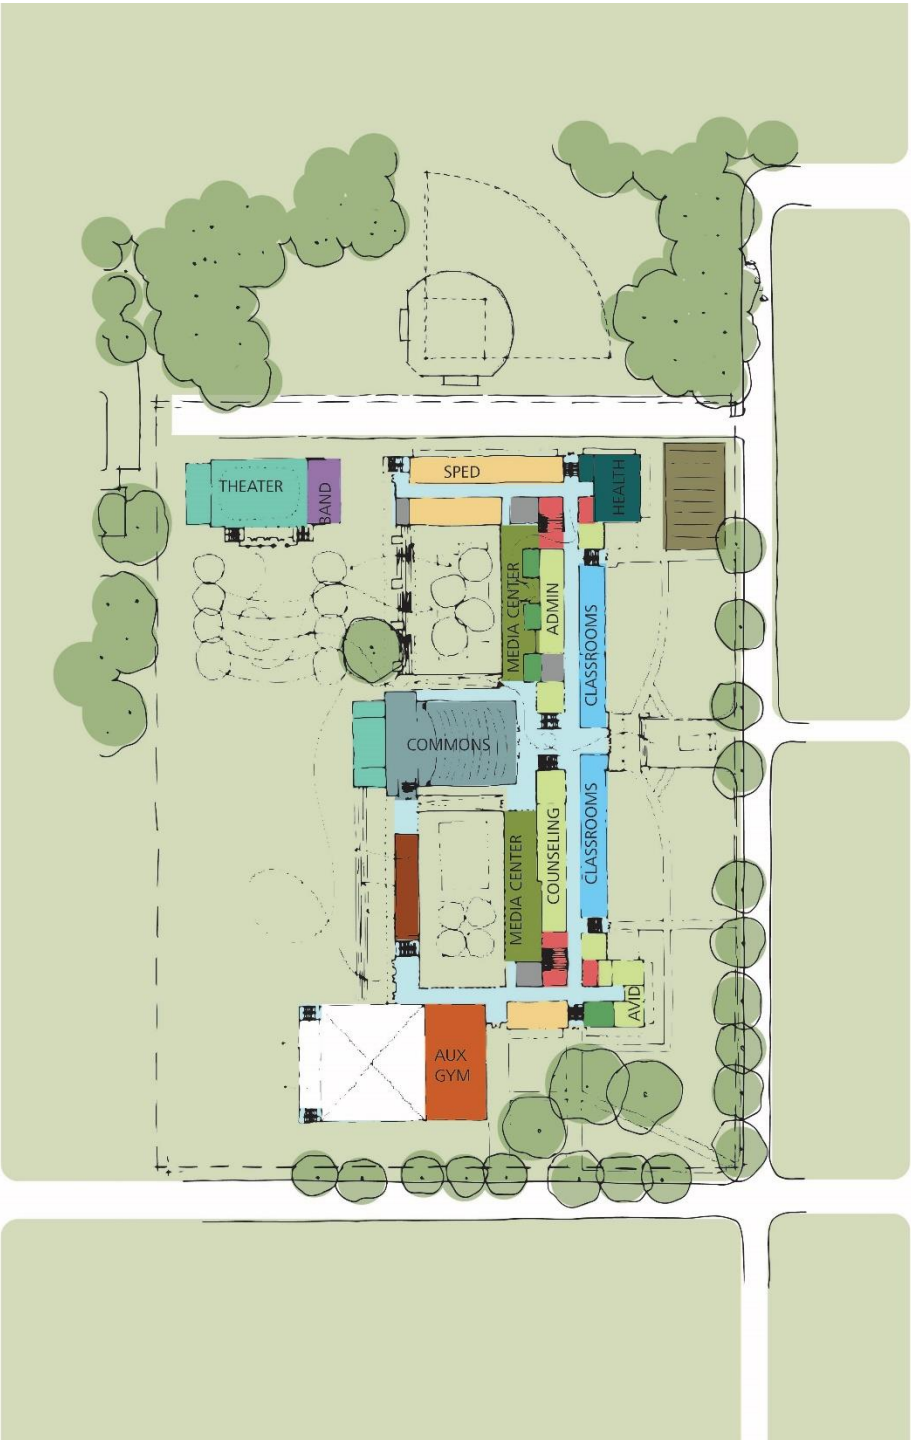 SPED
THEATER
BAND
HEALTH
MEDIA CENTER
ADMIN
CLASSROOMS
COMMONS
MEDIA CENTER
COUNSELING
CLASSROOMS
AVID
AUX
GYM